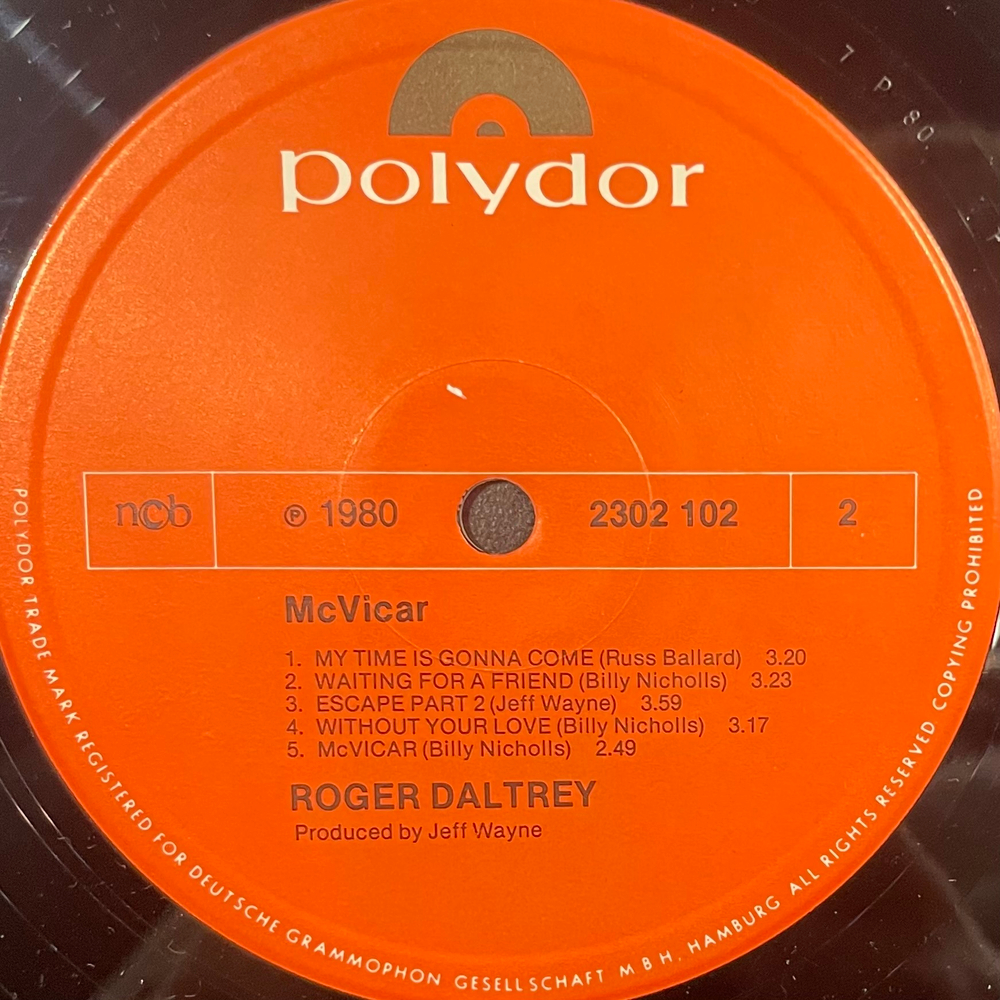 7 P 80
polydor
ncb ℗ 1980 2302 102 2
McVicar
1. MY TIME IS GONNA COME (Russ Ballard) 3.20
2. WAITING FOR A FRIEND (Billy Nicholls) 3.23
3. ESCAPE PART 2 (Jeff Wayne) 3.59
4. WITHOUT YOUR LOVE (Billy Nicholls) 3.17
5. McVICAR (Billy Nicholls) 2.49
ROGER DALTREY
Produced by Jeff Wayne
POLYDOR TRADE MARK REGISTERED FOR DEUTSCHE GRAMMOPHON GESELLSCHAFT M B H, HAMBURG ALL RIGHTS RESERVED COPYING PROHIBITED